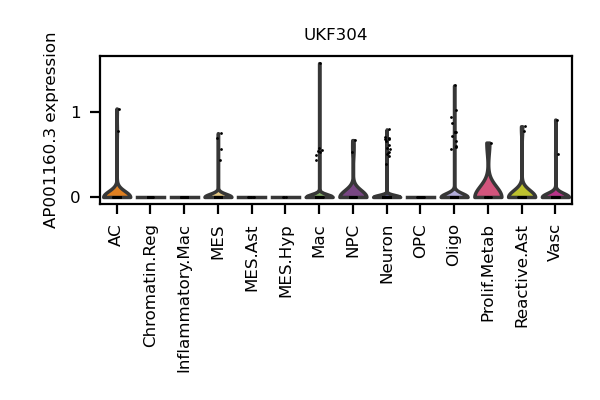 UKF304
AP001160.3 expression
1
0
AC
Chromatin.Reg
Inflammatory.Mac
MES
MES.Ast
MES.Hyp
Mac
NPC
Neuron
OPC
Oligo
Prolif.Metab
Reactive.Ast
Vasc